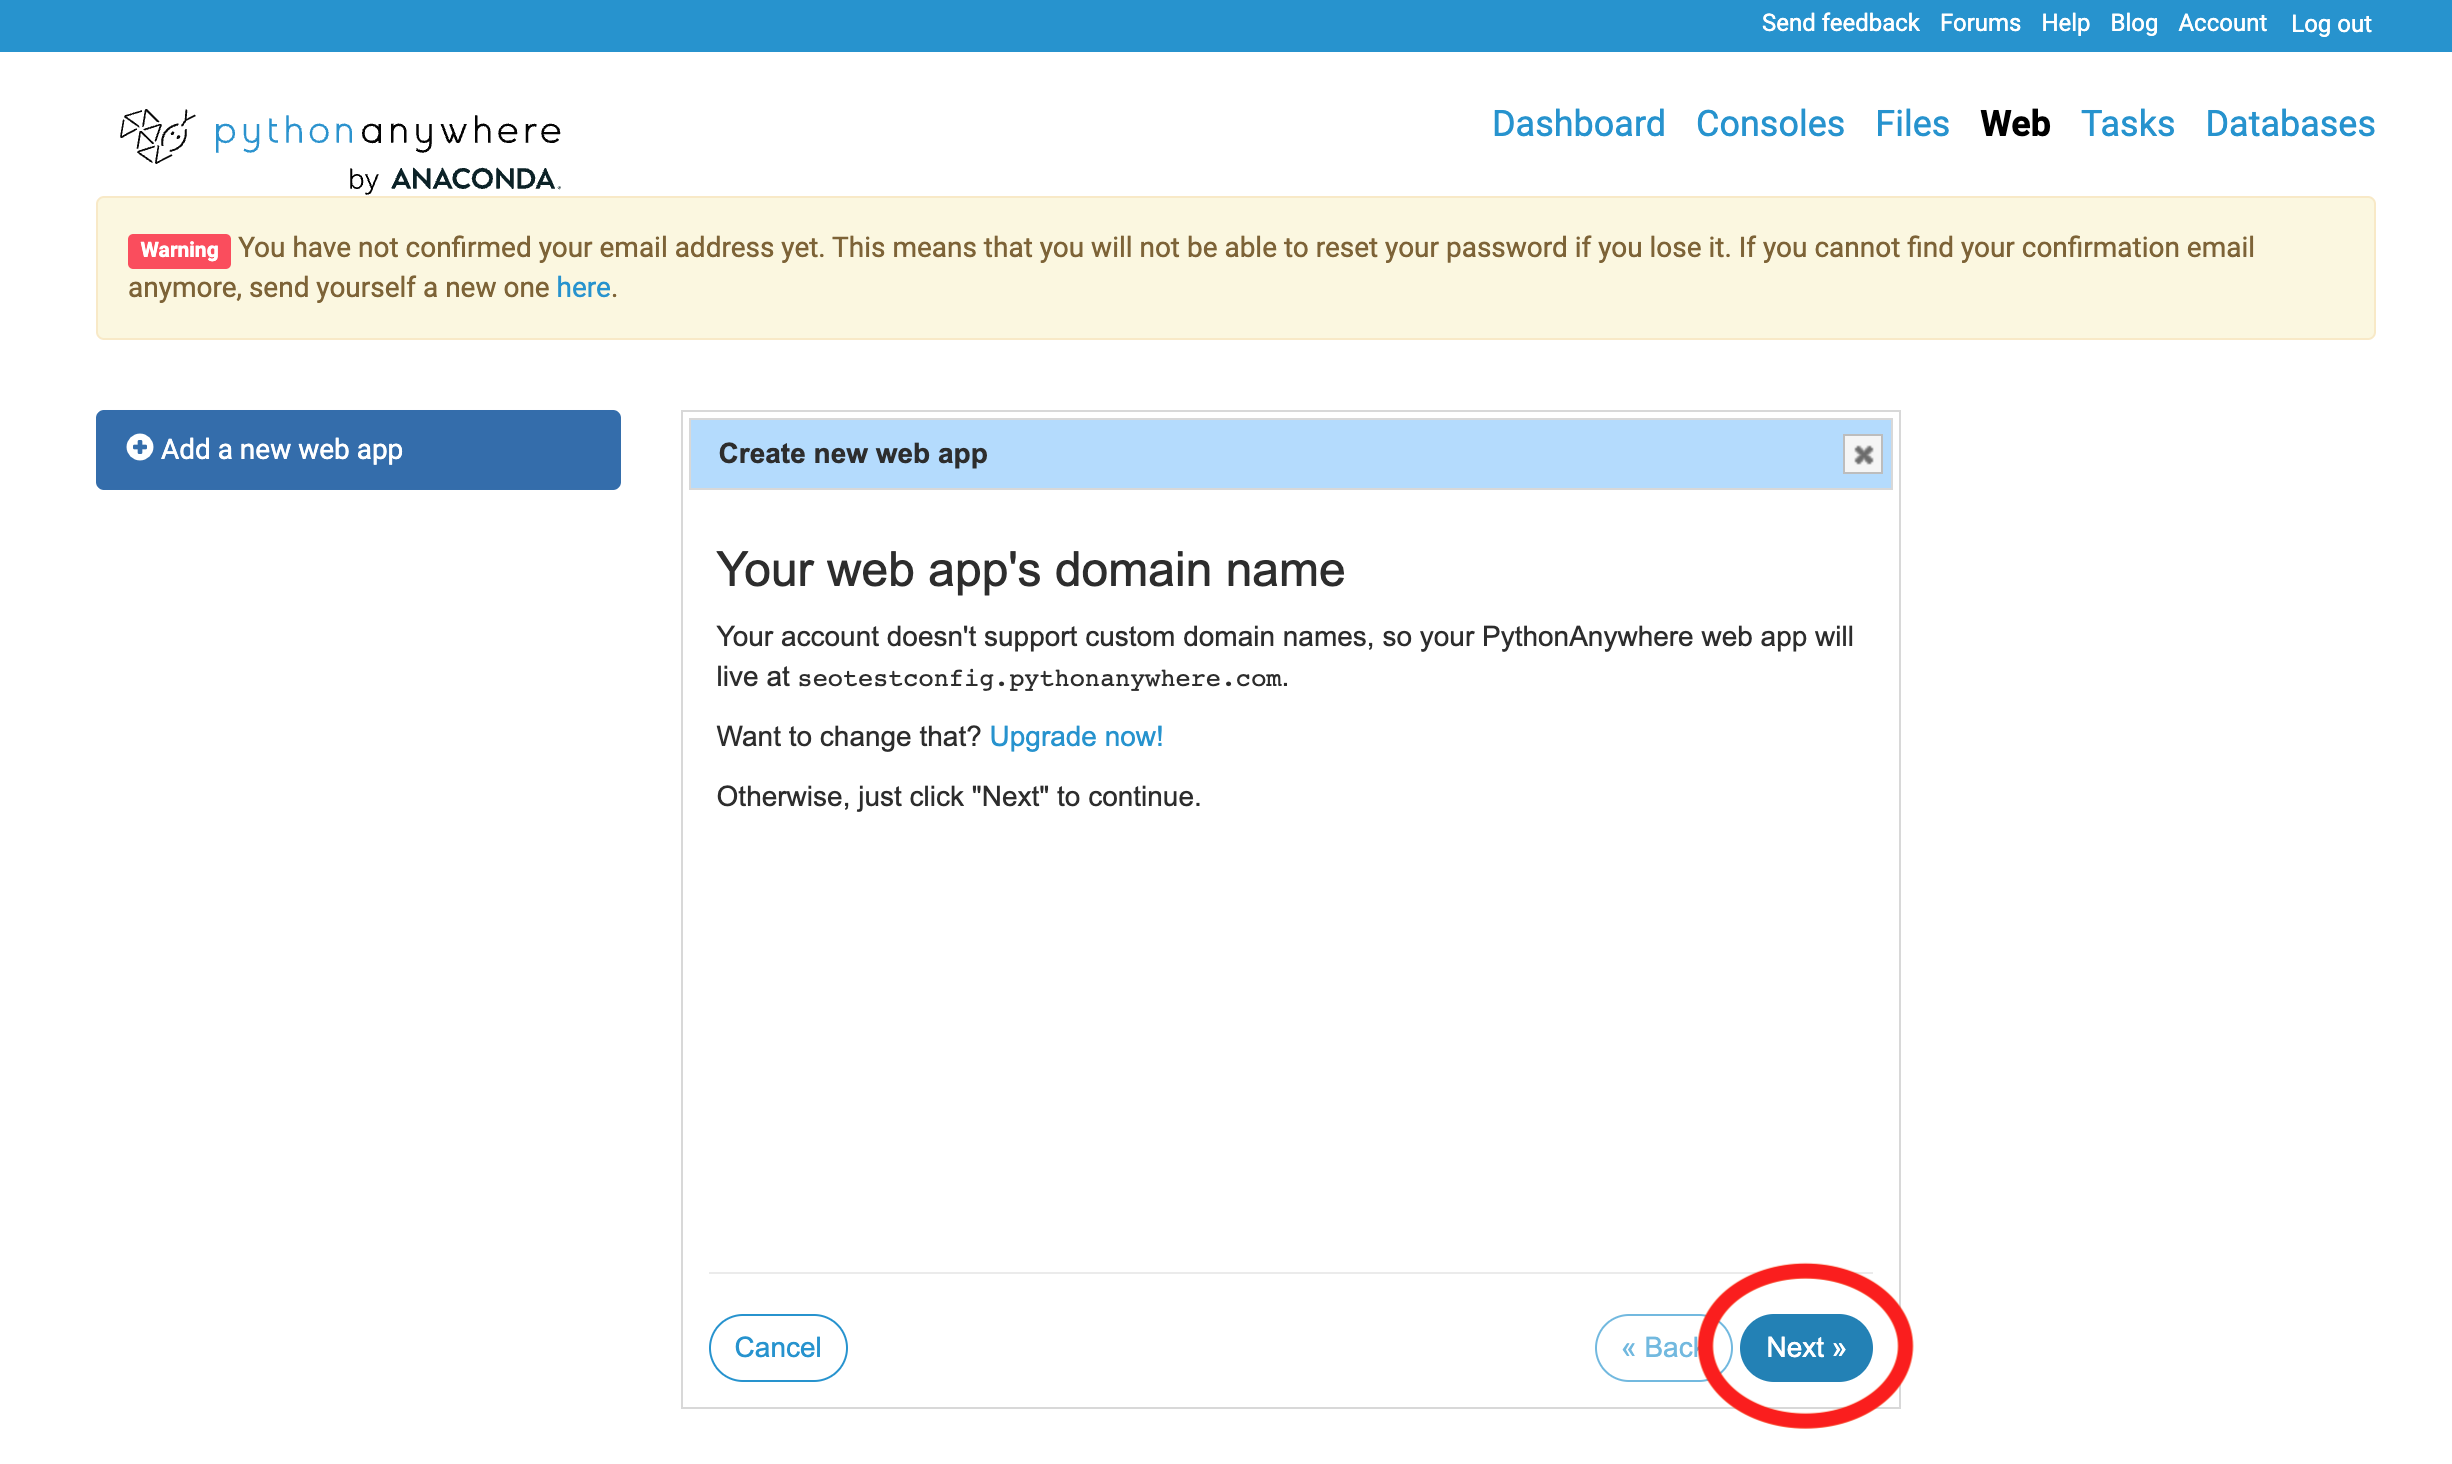 Send feedback Forums Help Blog Account Log out
pythonanywhere
by ANACONDA.
Dashboard Consoles Files Web Tasks Databases
Warning You have not confirmed your email address yet. This means that you will not be able to reset your password if you lose it. If you cannot find your confirmation email
anymore, send yourself a new one here.
Add a new web app
Create new web app
Your web app's domain name
Your account doesn't support custom domain names, so your PythonAnywhere web app will
live at seotestconfig.pythonanywhere.com.
Want to change that? Upgrade now!
Otherwise, just click "Next" to continue.
Cancel
« Back
Next »